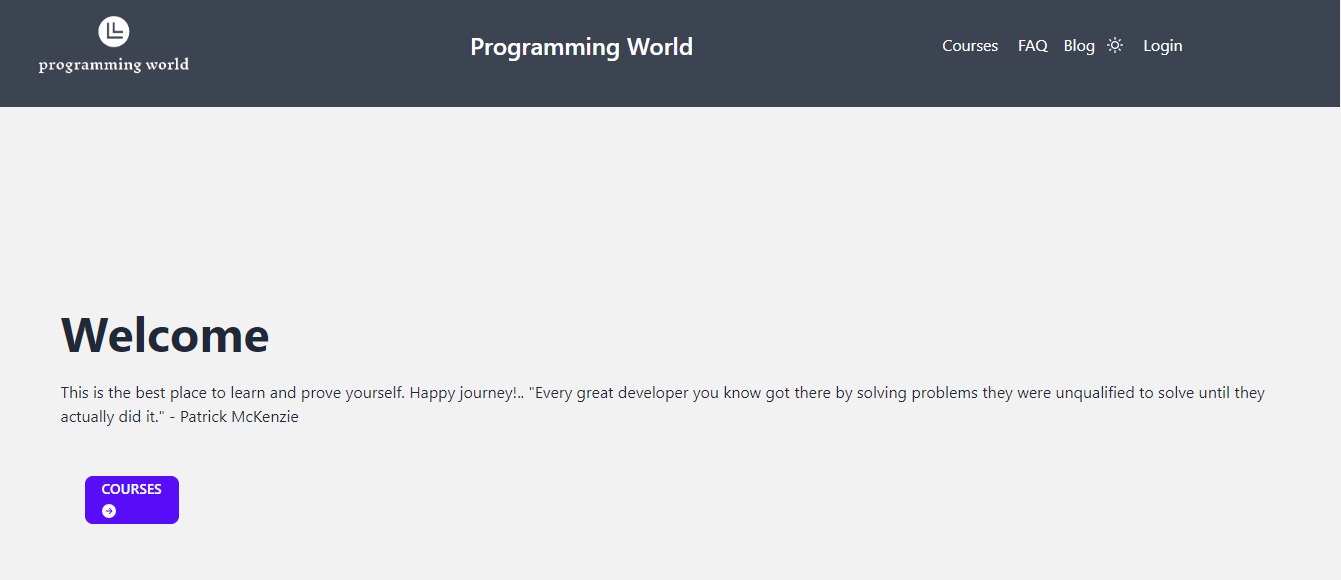 programming world
Programming World
Courses FAQ Blog Login
Welcome
This is the best place to learn and prove yourself. Happy journey!.. "Every great developer you know got there by solving problems they were unqualified to solve until they
actually did it." - Patrick McKenzie
COURSES